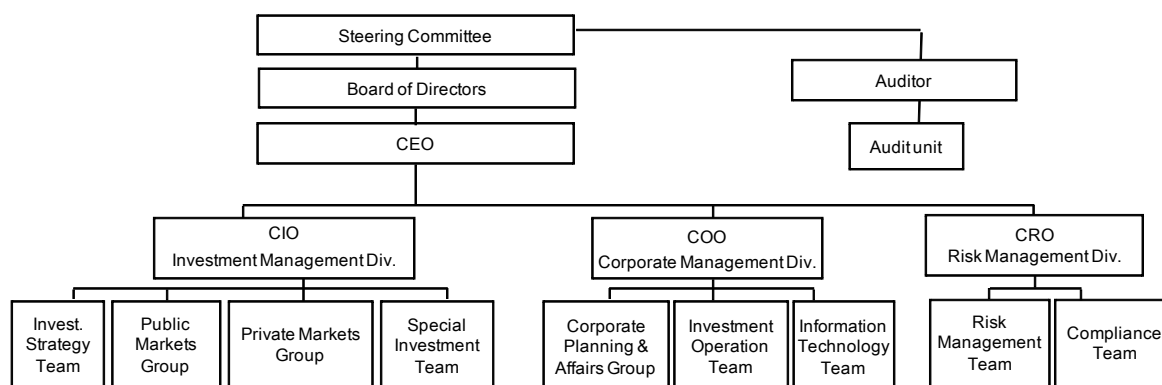 Steering Committee
Board of Directors
Auditor
CEO
Audit unit
CIO
Investment Management Div.
COO
Corporate Management Div.
CRO
Risk Management Div.
Invest.
Strategy
Team
Public
Markets
Group
Private Markets
Group
Special
Investment
Team
Corporate
Planning &
Affairs Group
Investment
Operation
Team
Information
Technology
Team
Risk
Management
Team
Compliance
Team